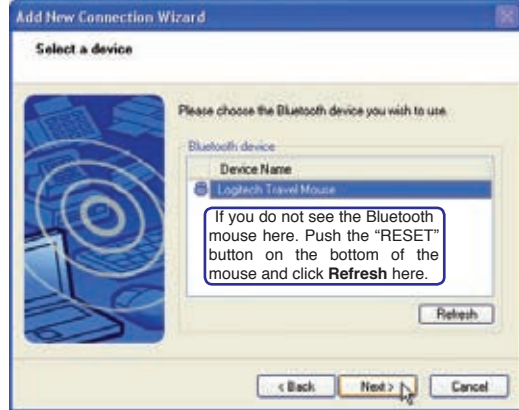 Add New Connection Wizard
Select a device
Please choose the Bluetooth device you wish to use.
Bluetooth device
Device Name
Logitech Travel Mouse
If you do not see the Bluetooth
mouse here. Push the “RESET”
button on the bottom of the
mouse and click Refresh here.
Refresh
< Back Next > Cancel